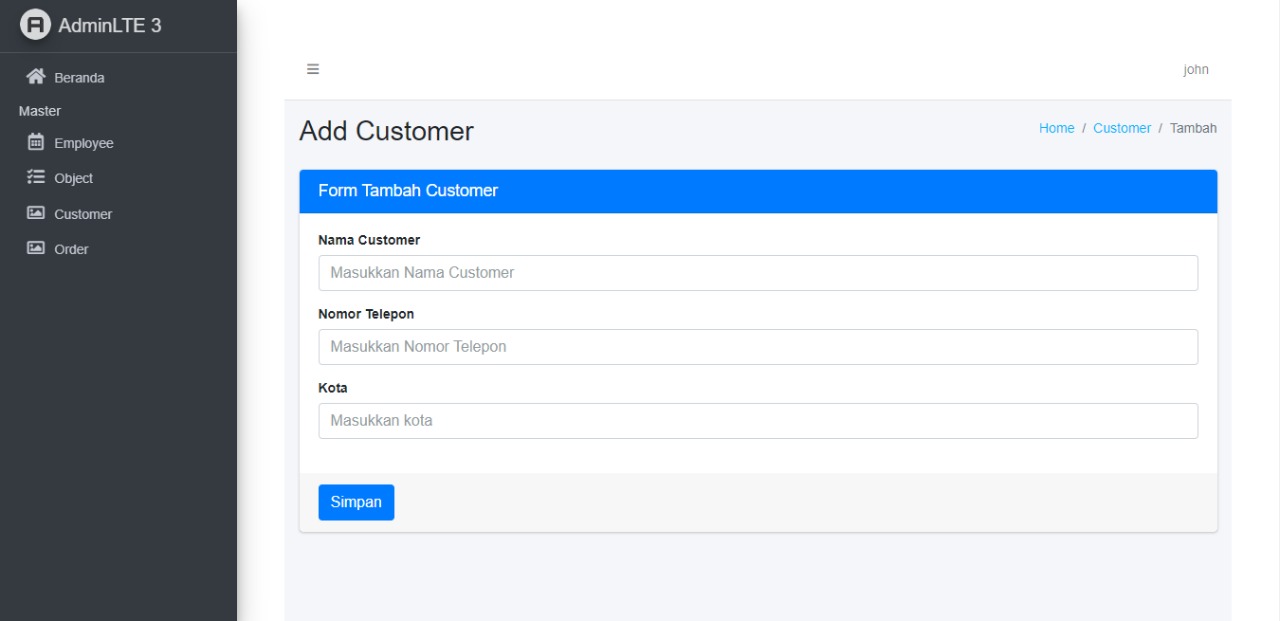 AdminLTE 3
Beranda
Master
Employee
Object
Customer
Order
john
Add Customer
Home / Customer / Tambah
Form Tambah Customer
Nama Customer
Masukkan Nama Customer
Nomor Telepon
Masukkan Nomor Telepon
Kota
Masukkan kota
Simpan